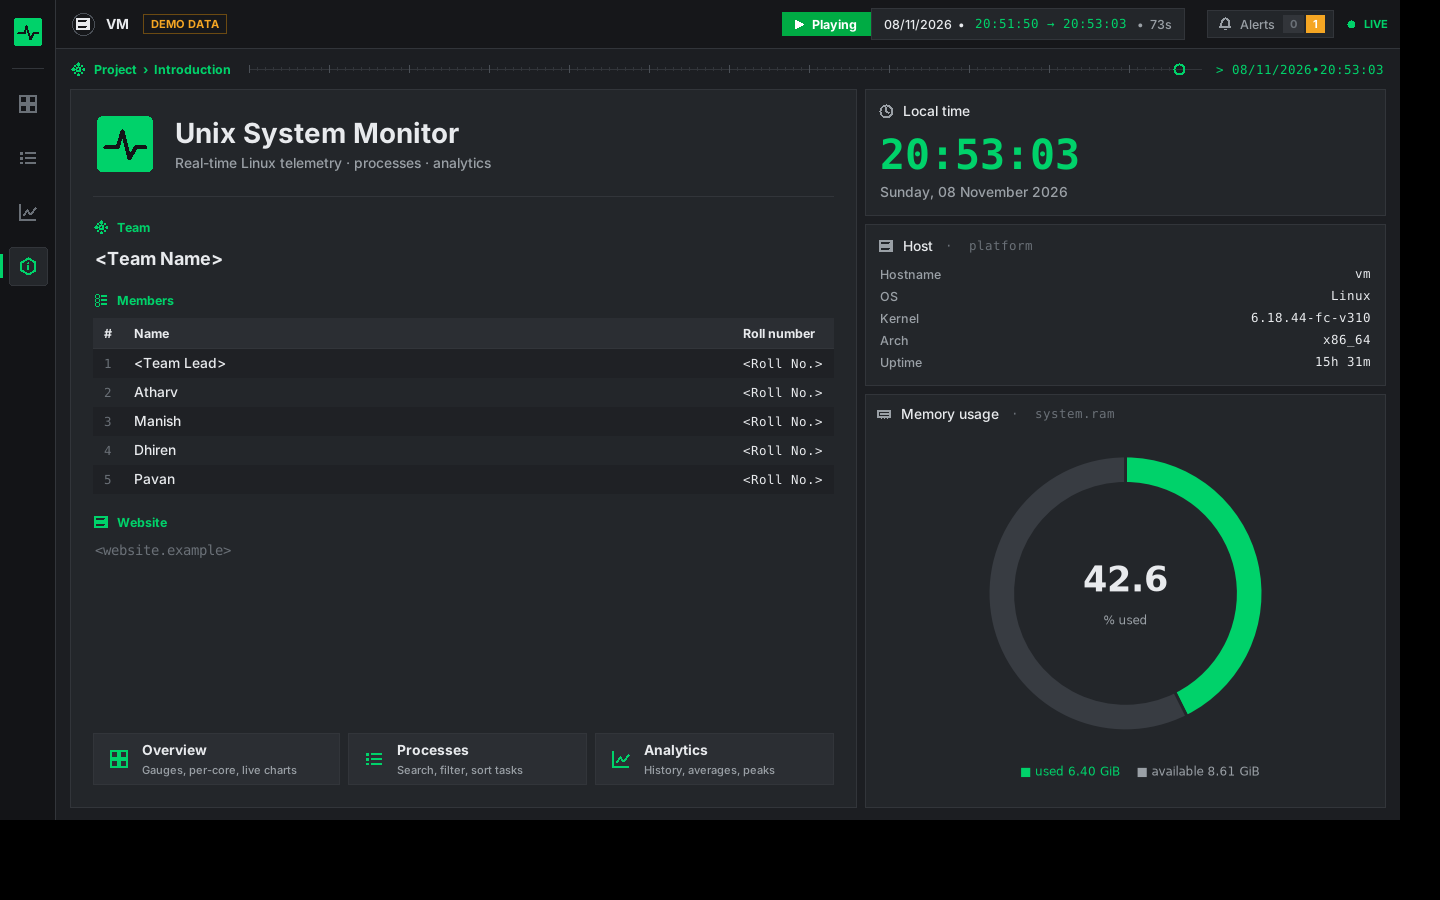 VM DEMO DATA Playing 08/11/2026 • 20:51:50 → 20:53:03 • 73s Alerts 0 1 LIVE
Project › Introduction > 08/11/2026•20:53:03
Unix System Monitor
Real-time Linux telemetry · processes · analytics
Team
<Team Name>
Members
# Name Roll number
1 <Team Lead> <Roll No.>
2 Atharv <Roll No.>
3 Manish <Roll No.>
4 Dhiren <Roll No.>
5 Pavan <Roll No.>
Website
<website.example>
Overview
Gauges, per-core, live charts
Processes
Search, filter, sort tasks
Analytics
History, averages, peaks
Local time
20:53:03
Sunday, 08 November 2026
Host · platform
Hostname vm
OS Linux
Kernel 6.18.44-fc-v310
Arch x86_64
Uptime 15h 31m
Memory usage · system.ram
42.6
% used
used 6.40 GiB available 8.61 GiB